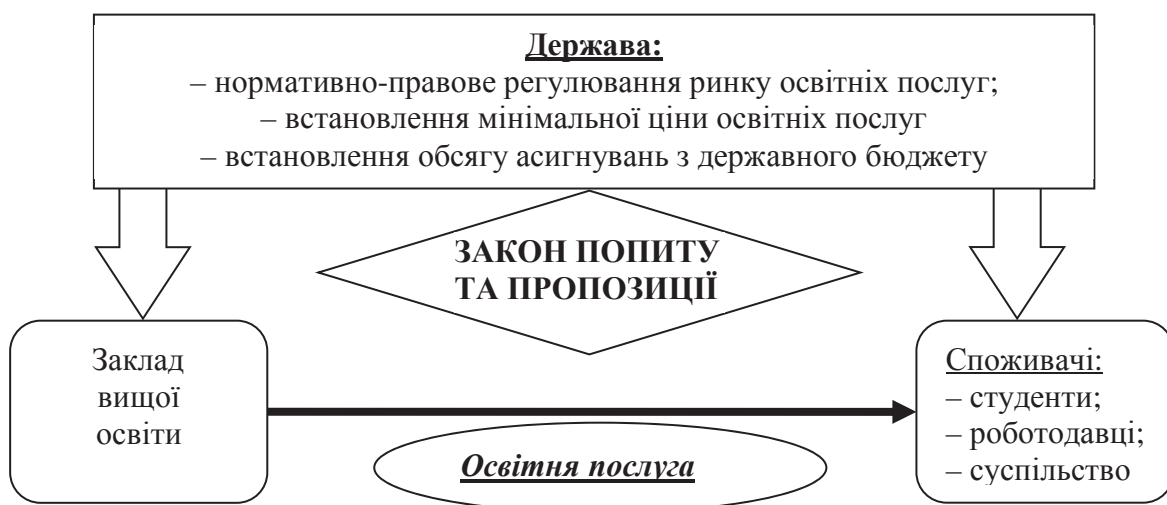 Держава:
– нормативно-правове регулювання ринку освітніх послуг;
– встановлення мінімальної ціни освітніх послуг
– встановлення обсягу асигнувань з державного бюджету
ЗАКОН ПОПИТУ
ТА ПРОПОЗИЦІЇ
Заклад
вищої
освіти
Споживачі:
– студенти;
– роботодавці;
– суспільство
Освітня послуга